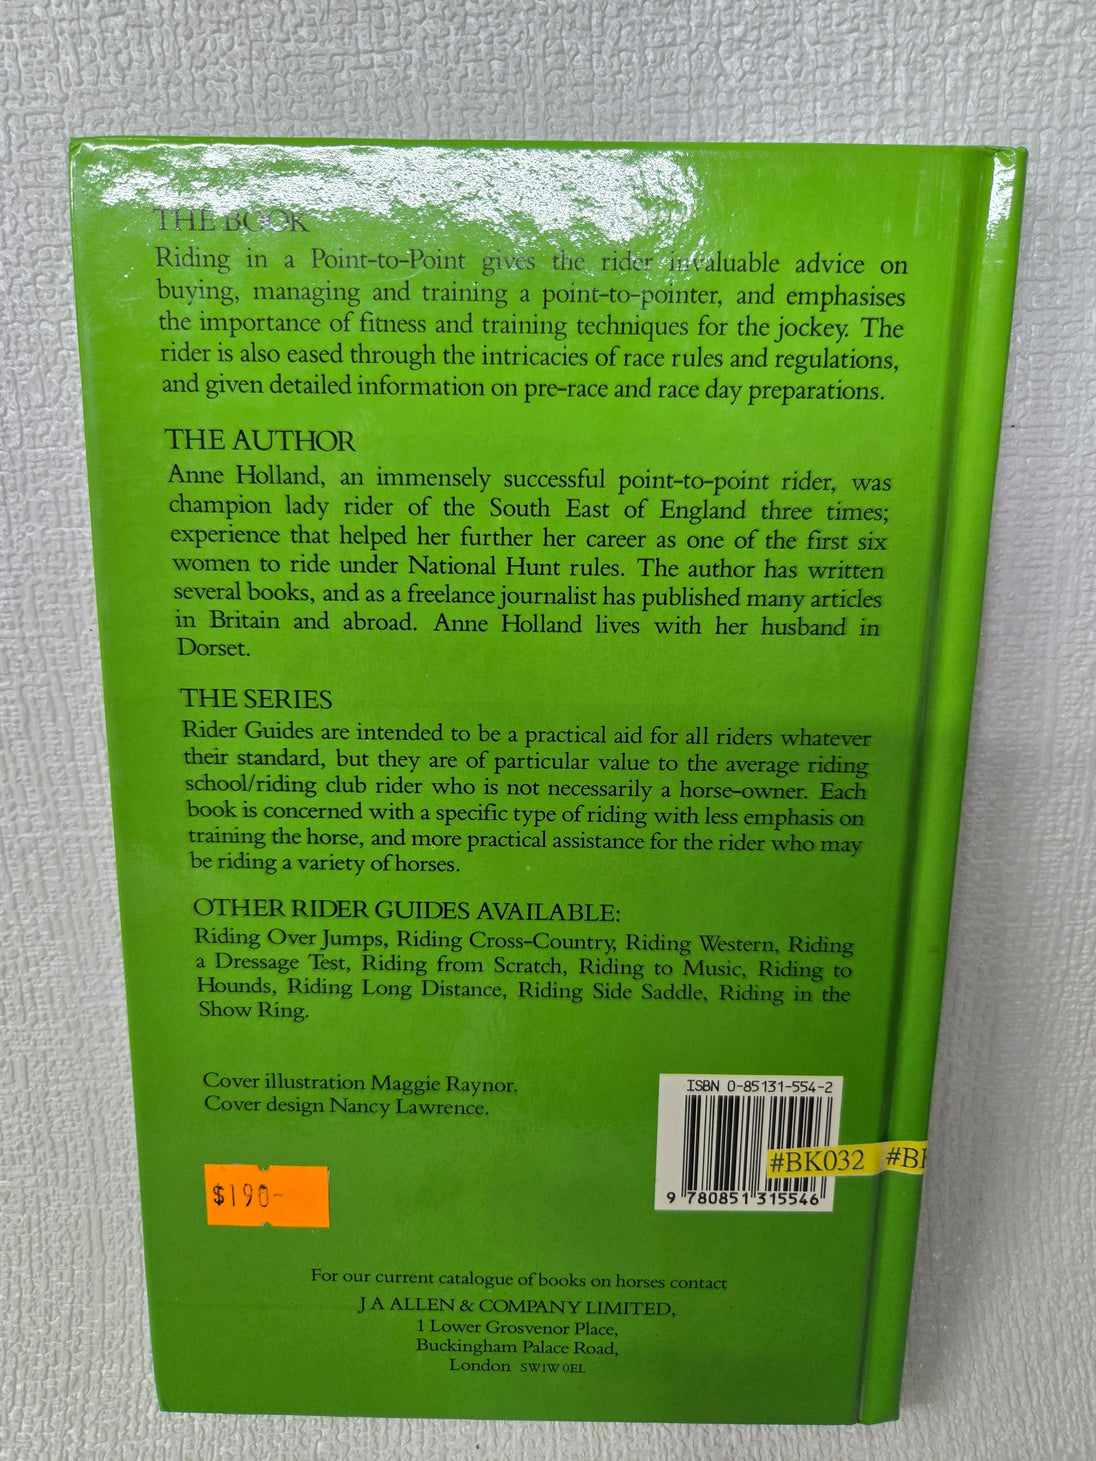 THE BOOK
Riding in a Point-to-Point gives the rider invaluable advice on
buying, managing and training a point-to-pointer, and emphasises
the importance of fitness and training techniques for the jockey. The
rider is also eased through the intricacies of race rules and regulations,
and given detailed information on pre-race and race day preparations.
THE AUTHOR
Anne Holland, an immensely successful point-to-point rider, was
champion lady rider of the South East of England three times;
experience that helped her further her career as one of the first six
women to ride under National Hunt rules. The author has written
several books, and as a freelance journalist has published many articles
in Britain and abroad. Anne Holland lives with her husband in
Dorset.
THE SERIES
Rider Guides are intended to be a practical aid for all riders whatever
their standard, but they are of particular value to the average riding
school/riding club rider who is not necessarily a horse-owner. Each
book is concerned with a specific type of riding with less emphasis on
training the horse, and more practical assistance for the rider who may
be riding a variety of horses.
OTHER RIDER GUIDES AVAILABLE:
Riding Over Jumps, Riding Cross-Country, Riding Western, Riding
a Dressage Test, Riding from Scratch, Riding to Music, Riding to
Hounds, Riding Long Distance, Riding Side Saddle, Riding in the
Show Ring.
Cover illustration Maggie Raynor.
Cover design Nancy Lawrence.
ISBN 0-85131-554-2
#BK032 #BK
9 780851 315546
$190-
For our current catalogue of books on horses contact
J A ALLEN & COMPANY LIMITED,
1 Lower Grosvenor Place,
Buckingham Palace Road,
London SW1W 0EL